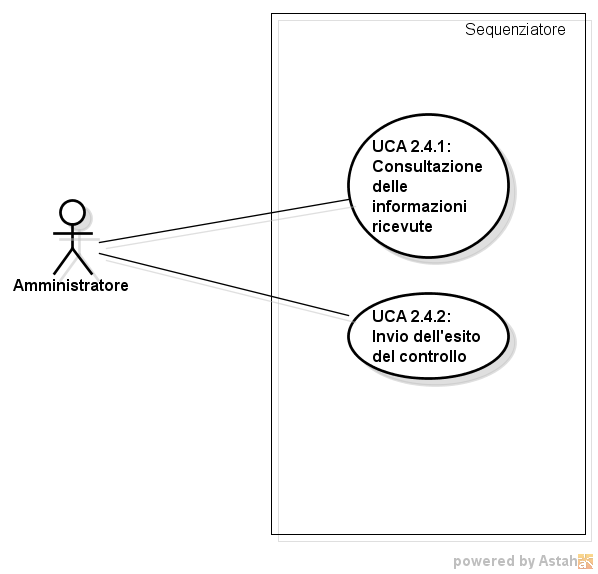 Sequenziatore
UCA 2.4.1:
Consultazione
delle
informazioni
ricevute
Amministratore
UCA 2.4.2:
Invio dell'esito
del controllo
powered by Astah